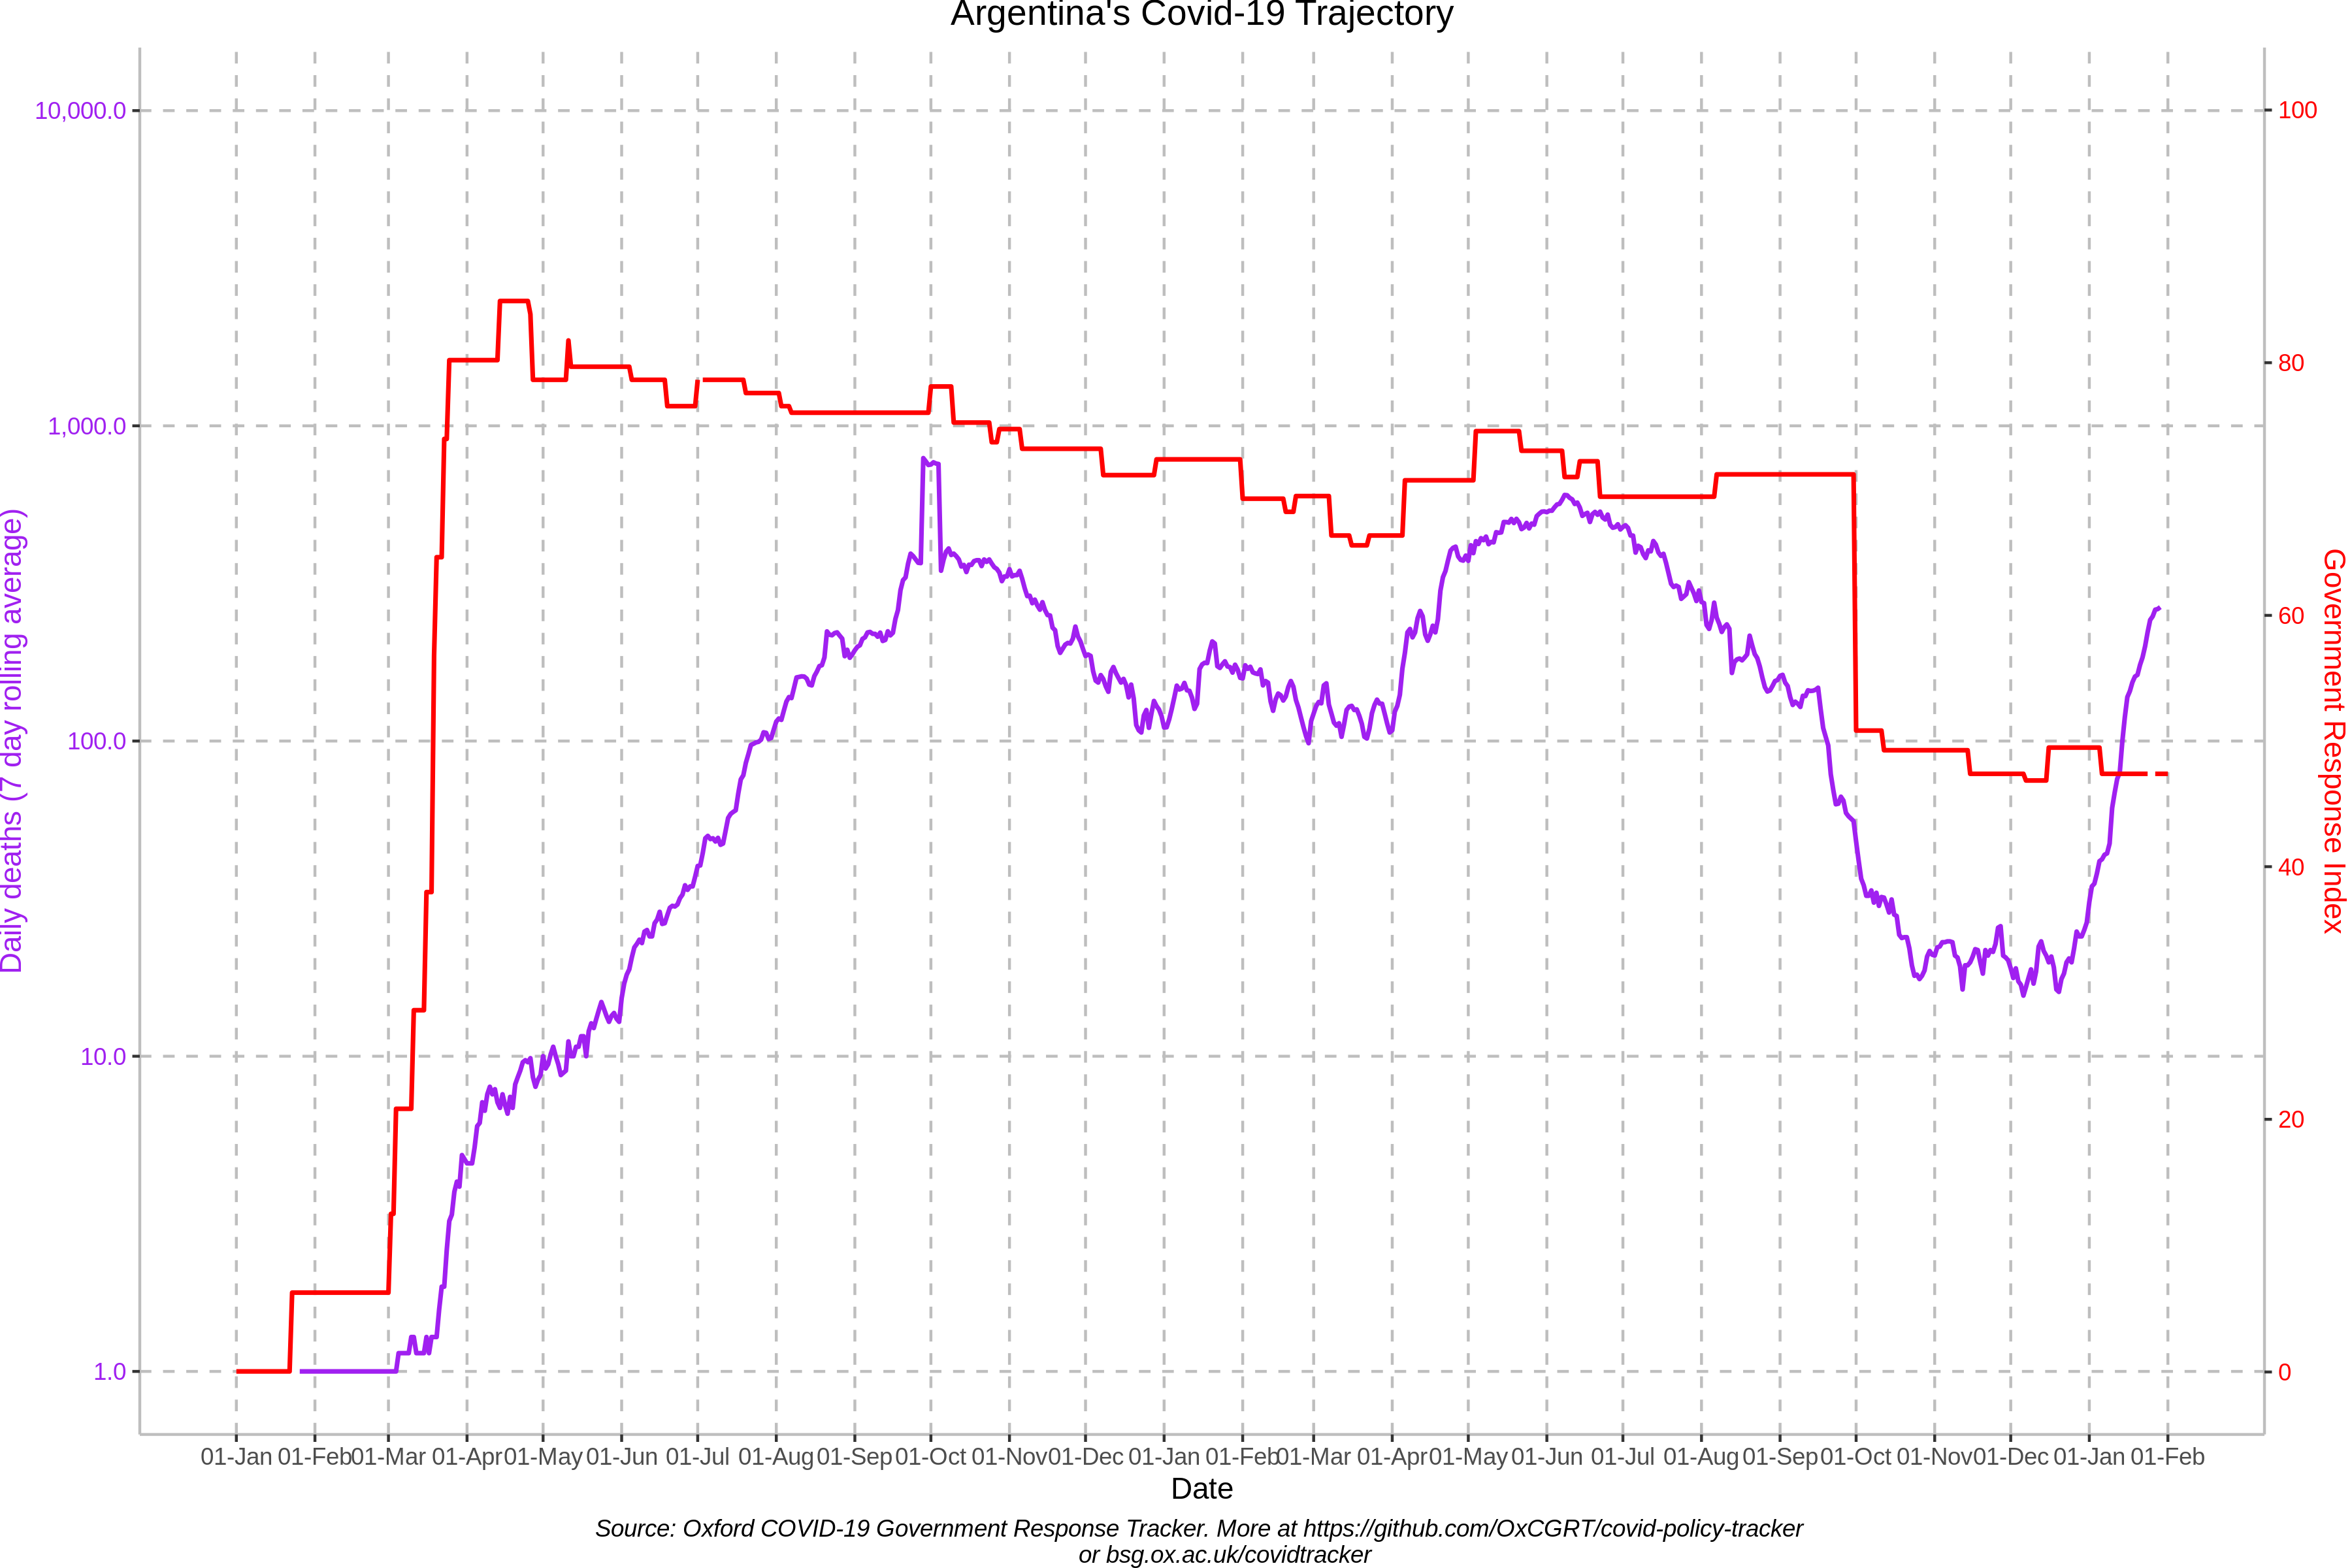 Argentina's Covid-19 Trajectory
10,000.0
1,000.0
100.0
10.0
1.0
Daily deaths (7 day rolling average)
100
80
60
40
20
0
Government Response Index
01-Jan 01-Feb 01-Mar 01-Apr 01-May 01-Jun 01-Jul 01-Aug 01-Sep 01-Oct 01-Nov 01-Dec 01-Jan 01-Feb 01-Mar 01-Apr 01-May 01-Jun 01-Jul 01-Aug 01-Sep 01-Oct 01-Nov 01-Dec 01-Jan 01-Feb
Date
Source: Oxford COVID-19 Government Response Tracker. More at https://github.com/OxCGRT/covid-policy-tracker
or bsg.ox.ac.uk/covidtracker